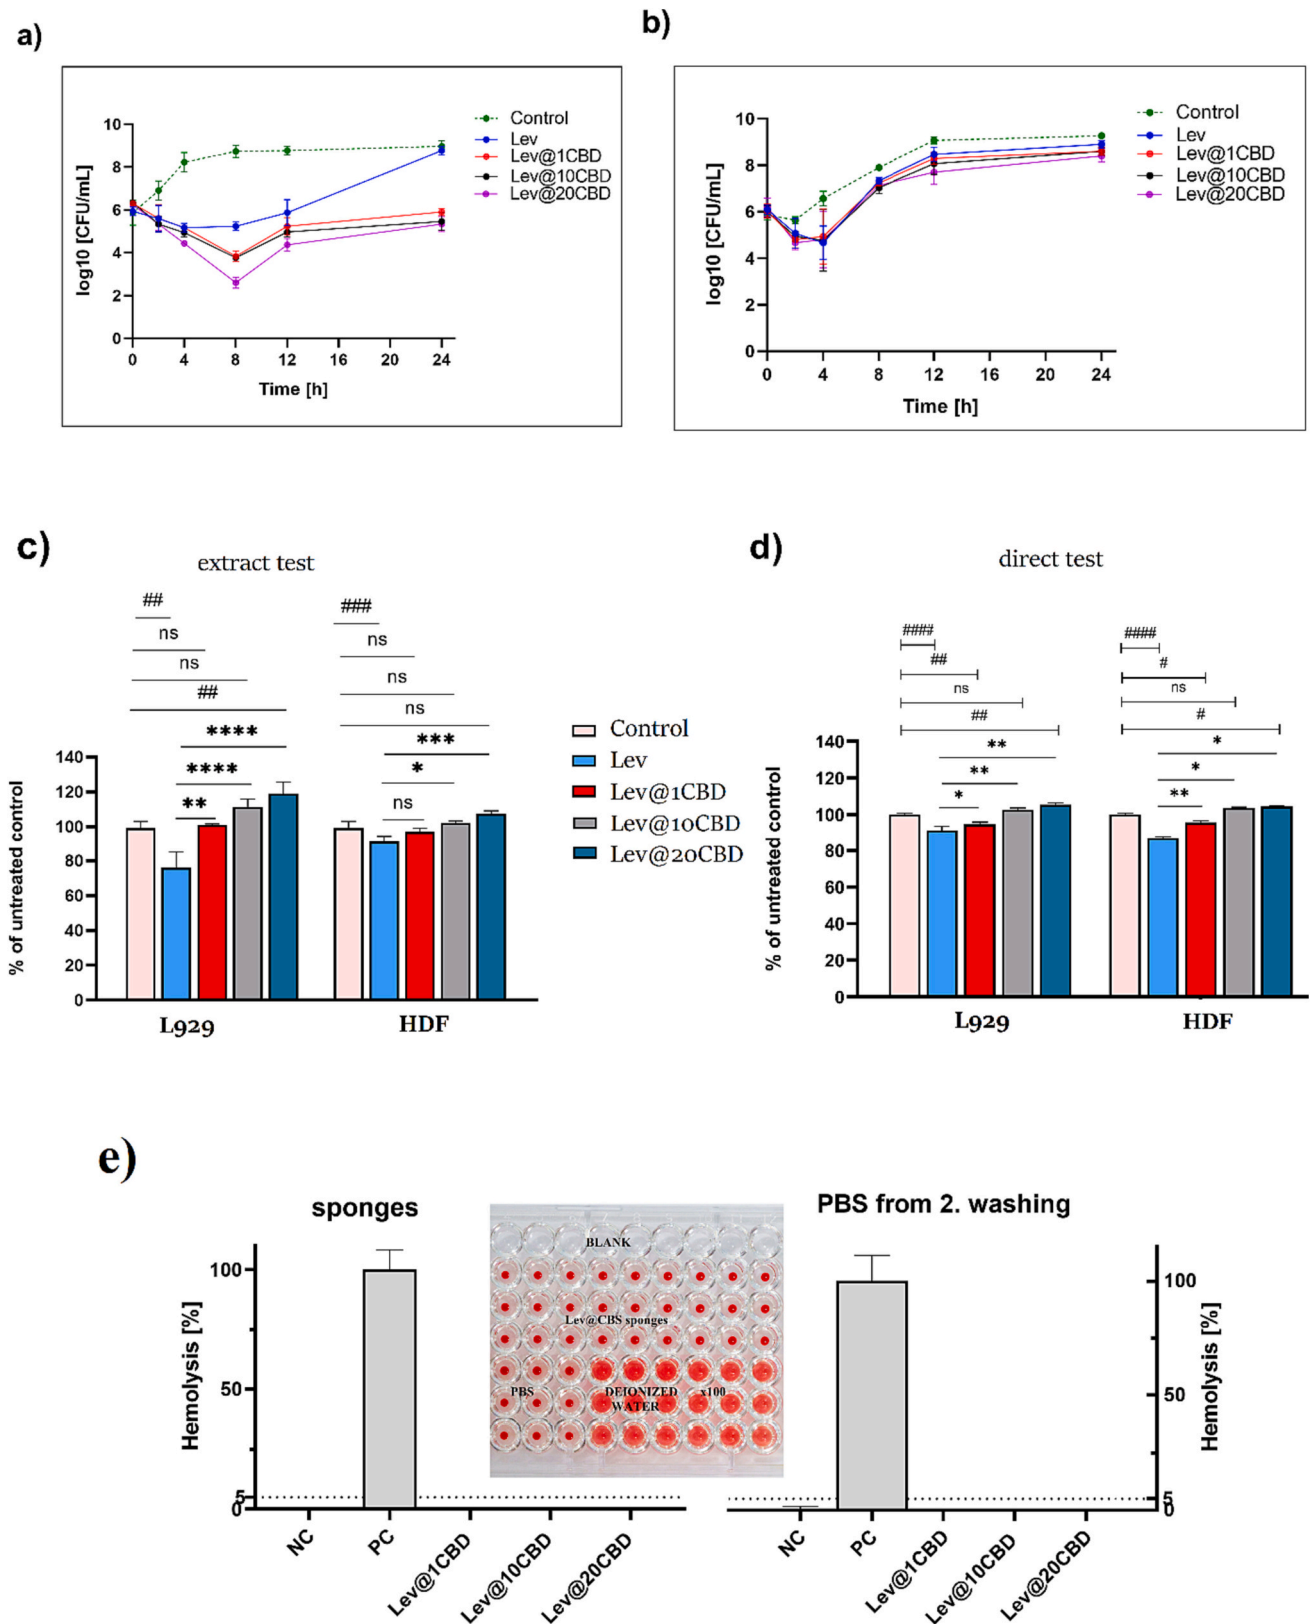 a)
b)
Control
Lev
Lev@1CBD
Lev@10CBD
Lev@20CBD
log10 [CFU/mL]
10
8
6
4
2
0
0 4 8 12 16 20 24
Time [h]
Control
Lev
Lev@1CBD
Lev@10CBD
Lev@20CBD
log10 [CFU/mL]
10
8
6
4
2
0
0 4 8 12 16 20 24
Time [h]
c)
extract test
##
ns
ns
##
****
****
**
###
ns
ns
ns
***
*
ns
% of untreated control
140
120
100
80
60
40
20
0
L929 HDF
Control
Lev
Lev@1CBD
Lev@10CBD
Lev@20CBD
d)
direct test
####
##
ns
##
**
**
*
####
#
ns
#
*
*
**
% of untreated control
140
120
100
80
60
40
20
0
L929 HDF
e)
sponges
Hemolysis [%]
100
50
5
0
NC PC Lev@1CBD Lev@10CBD Lev@20CBD
BLANK
Lev@CBS sponges
PBS DEIONIZED x100
WATER
PBS from 2. washing
Hemolysis [%]
100
50
5
0
NC PC Lev@1CBD Lev@10CBD Lev@20CBD